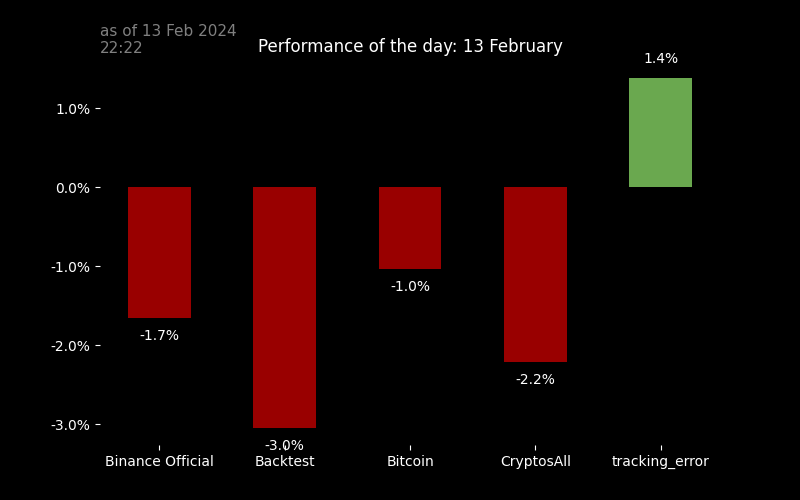 as of 13 Feb 2024
22:22
Performance of the day: 13 February
1.4%
1.0%
0.0%
-1.0%
-2.0%
-3.0%
-1.7%
-3.0%
-1.0%
-2.2%
Binance Official
Backtest
Bitcoin
CryptosAll
tracking_error